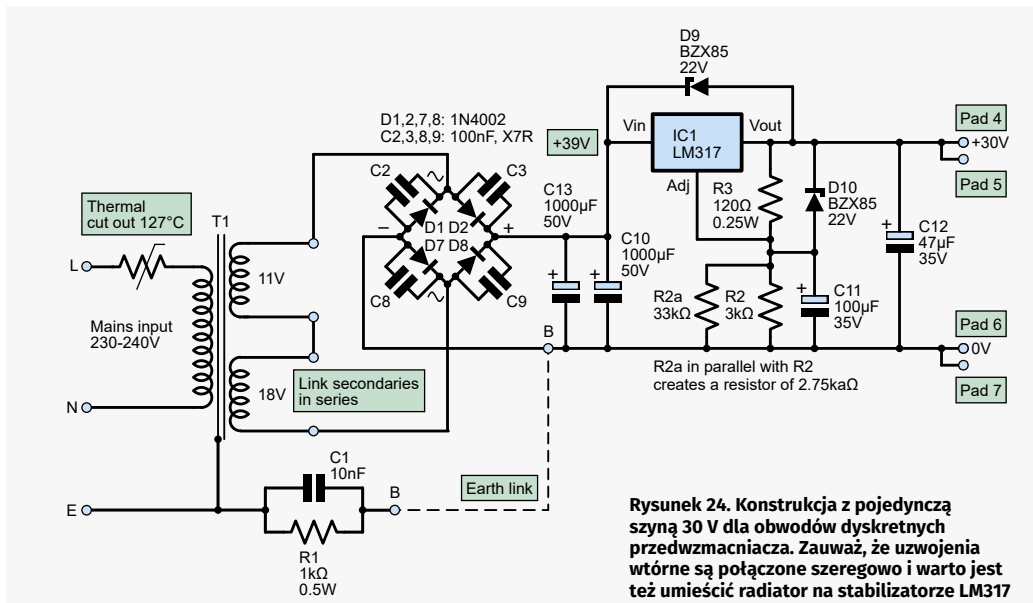 D9
BZX85
22V
D1,2,7,8: 1N4002
C2,3,8,9: 100nF, X7R
+39V
Vin
IC1
LM317
Vout
Adj
Pad 4
+30V
Pad 5
C2
C3
Thermal
cut out 127°C
T1
C13
1000µF
50V
R3
120Ω
0.25W
D10
BZX85
22V
–
D1 D2
+
D7 D8
C10
1000µF
50V
C12
47µF
35V
L
11V
+
+
+
+
C8
C9
R2a
33kΩ
R2
3kΩ
C11
100µF
35V
Mains input
230-240V
B
Pad 6
0V
Link secondaries
in series
R2a in parallel with R2
creates a resistor of 2.75kaΩ
Pad 7
18V
N
C1
10nF
B
Earth link
E
R1
1kΩ
0.5W
Rysunek 24. Konstrukcja z pojedynczą
szyną 30 V dla obwodów dyskretnych
przedwzmacniacza. Zauważ, że uzwojenia
wtórne są połączone szeregowo i warto jest
też umieścić radiator na stabilizatorze LM317